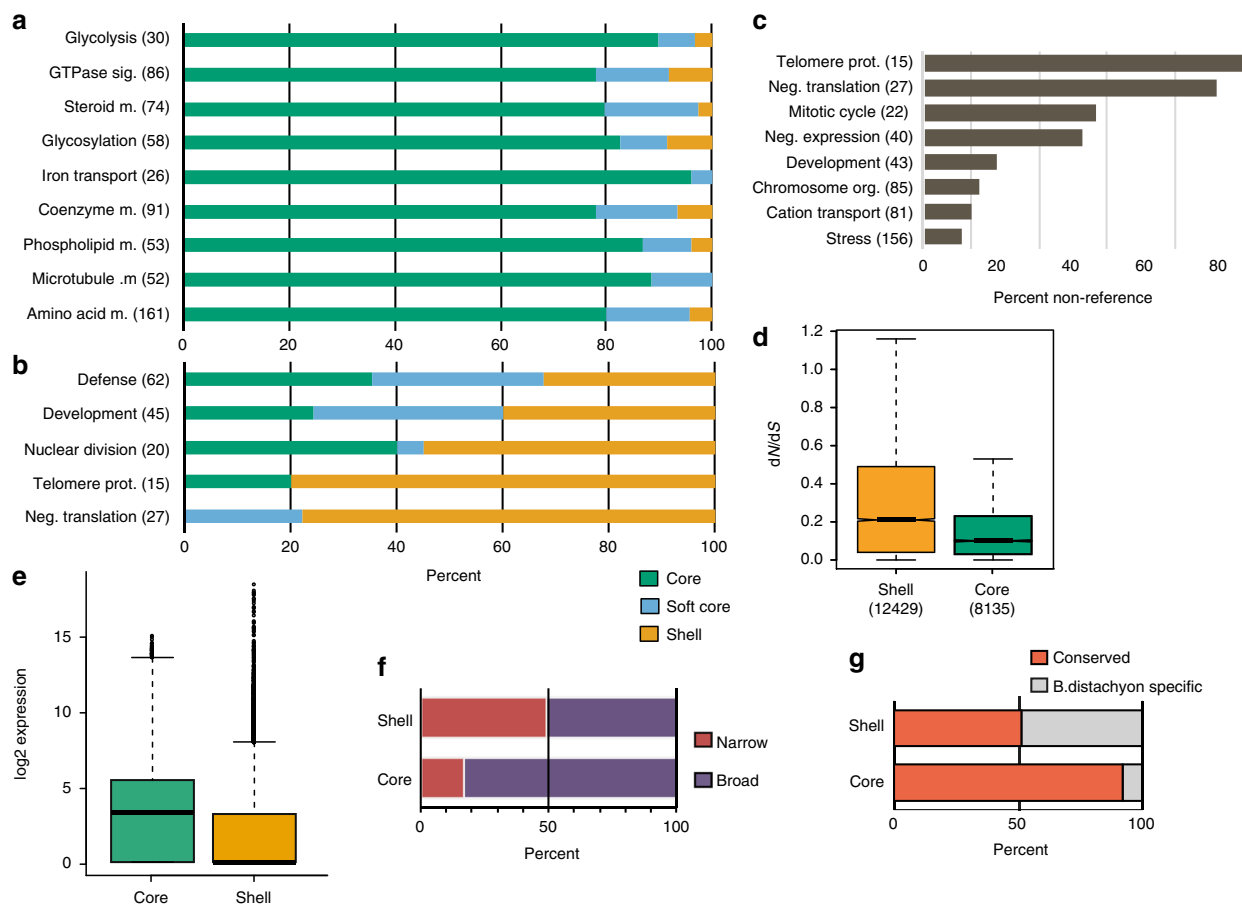 a
Glycolysis (30)
GTPase sig. (86)
Steroid m. (74)
Glycosylation (58)
Iron transport (26)
Coenzyme m. (91)
Phospholipid m. (53)
Microtubule .m (52)
Amino acid m. (161)
0 20 40 60 80 100
b
Defense (62)
Development (45)
Nuclear division (20)
Telomere prot. (15)
Neg. translation (27)
0 20 40 60 80 100
Percent
Core
Soft core
Shell
c
Telomere prot. (15)
Neg. translation (27)
Mitotic cycle (22)
Neg. expression (40)
Development (43)
Chromosome org. (85)
Cation transport (81)
Stress (156)
0 20 40 60 80
Percent non-reference
d
1.2
1.0
0.8
0.6
0.4
0.2
0.0
dN/dS
Shell
(12429)
Core
(8135)
e
15
10
5
0
log2 expression
Core Shell
f
Shell
Core
Narrow
Broad
0 50 100
Percent
g
Conserved
B.distachyon specific
Shell
Core
0 50 100
Percent